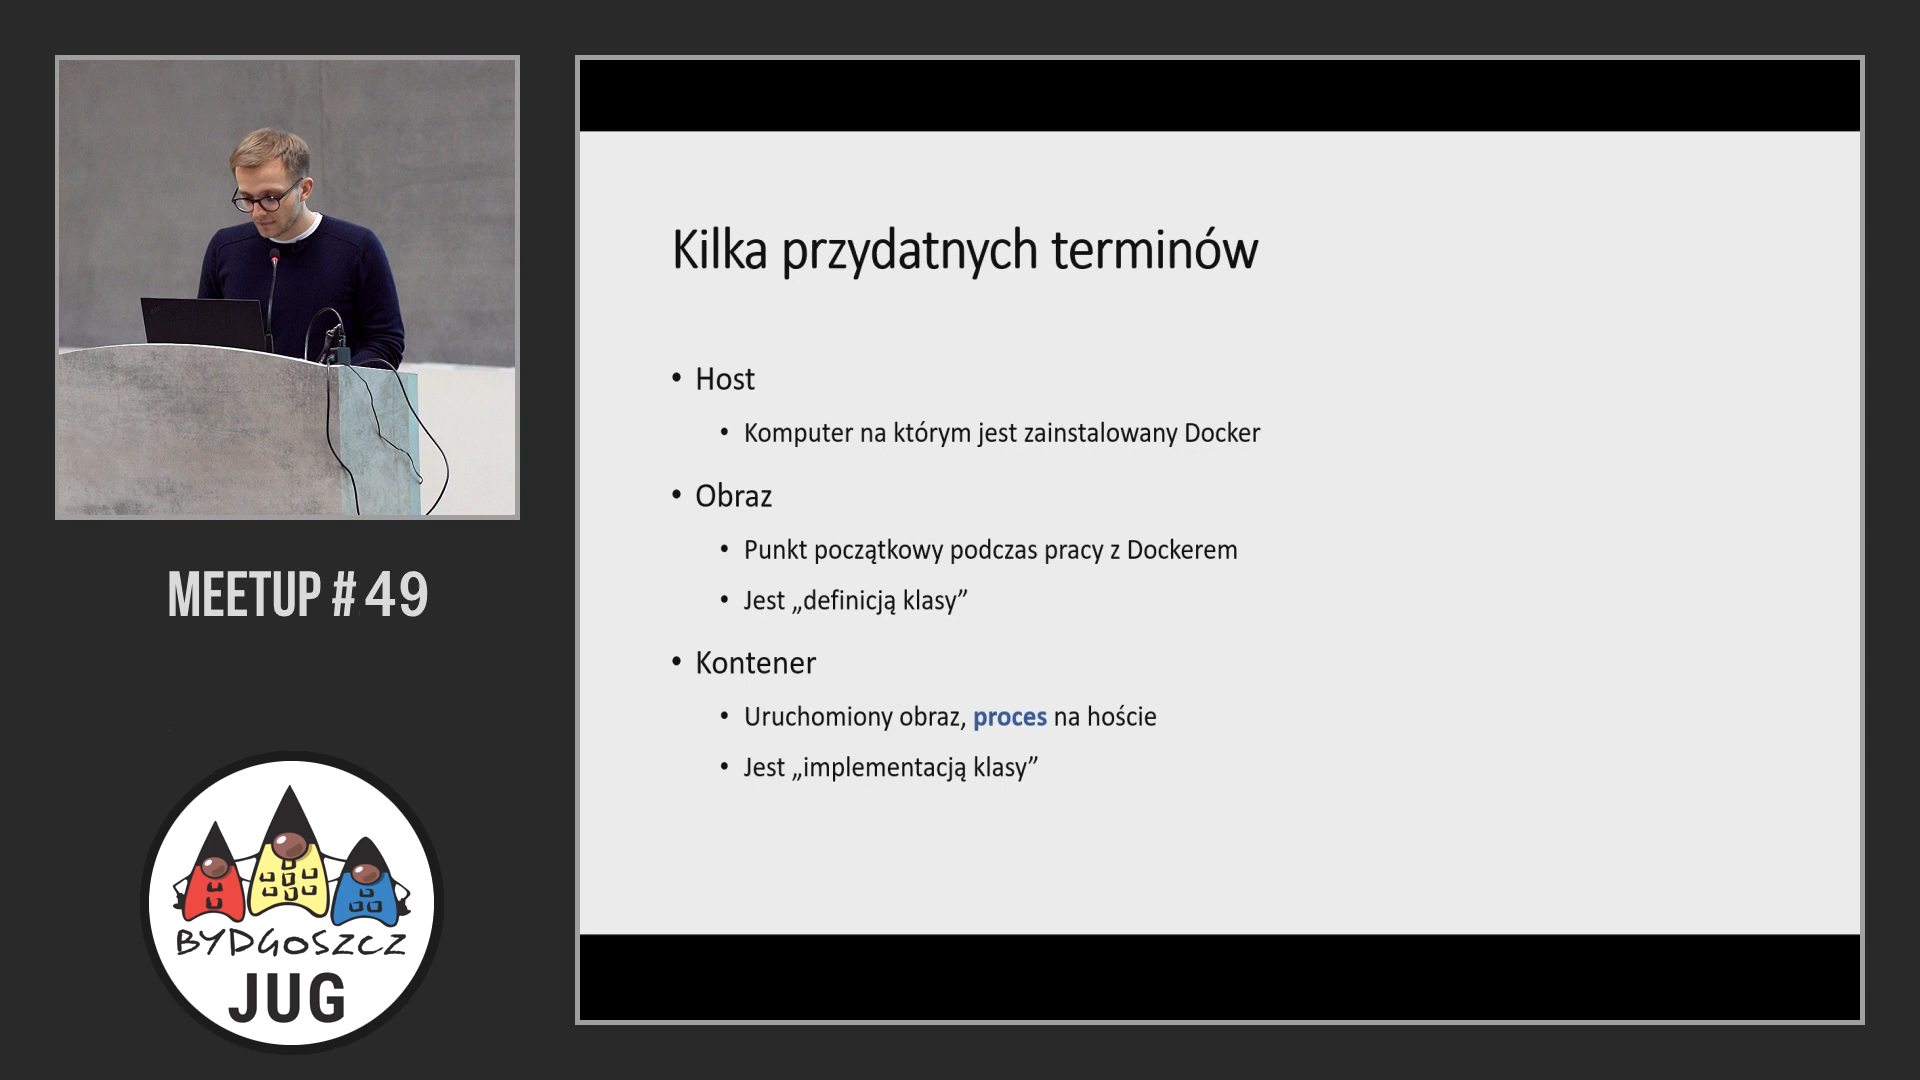 MEETUP # 49
BYDGOSZCZ
JUG
Kilka przydatnych terminów
• Host
• Komputer na którym jest zainstalowany Docker
• Obraz
• Punkt początkowy podczas pracy z Dockerem
• Jest „definicją klasy”
• Kontener
• Uruchomiony obraz, proces na hoście
• Jest „implementacją klasy”